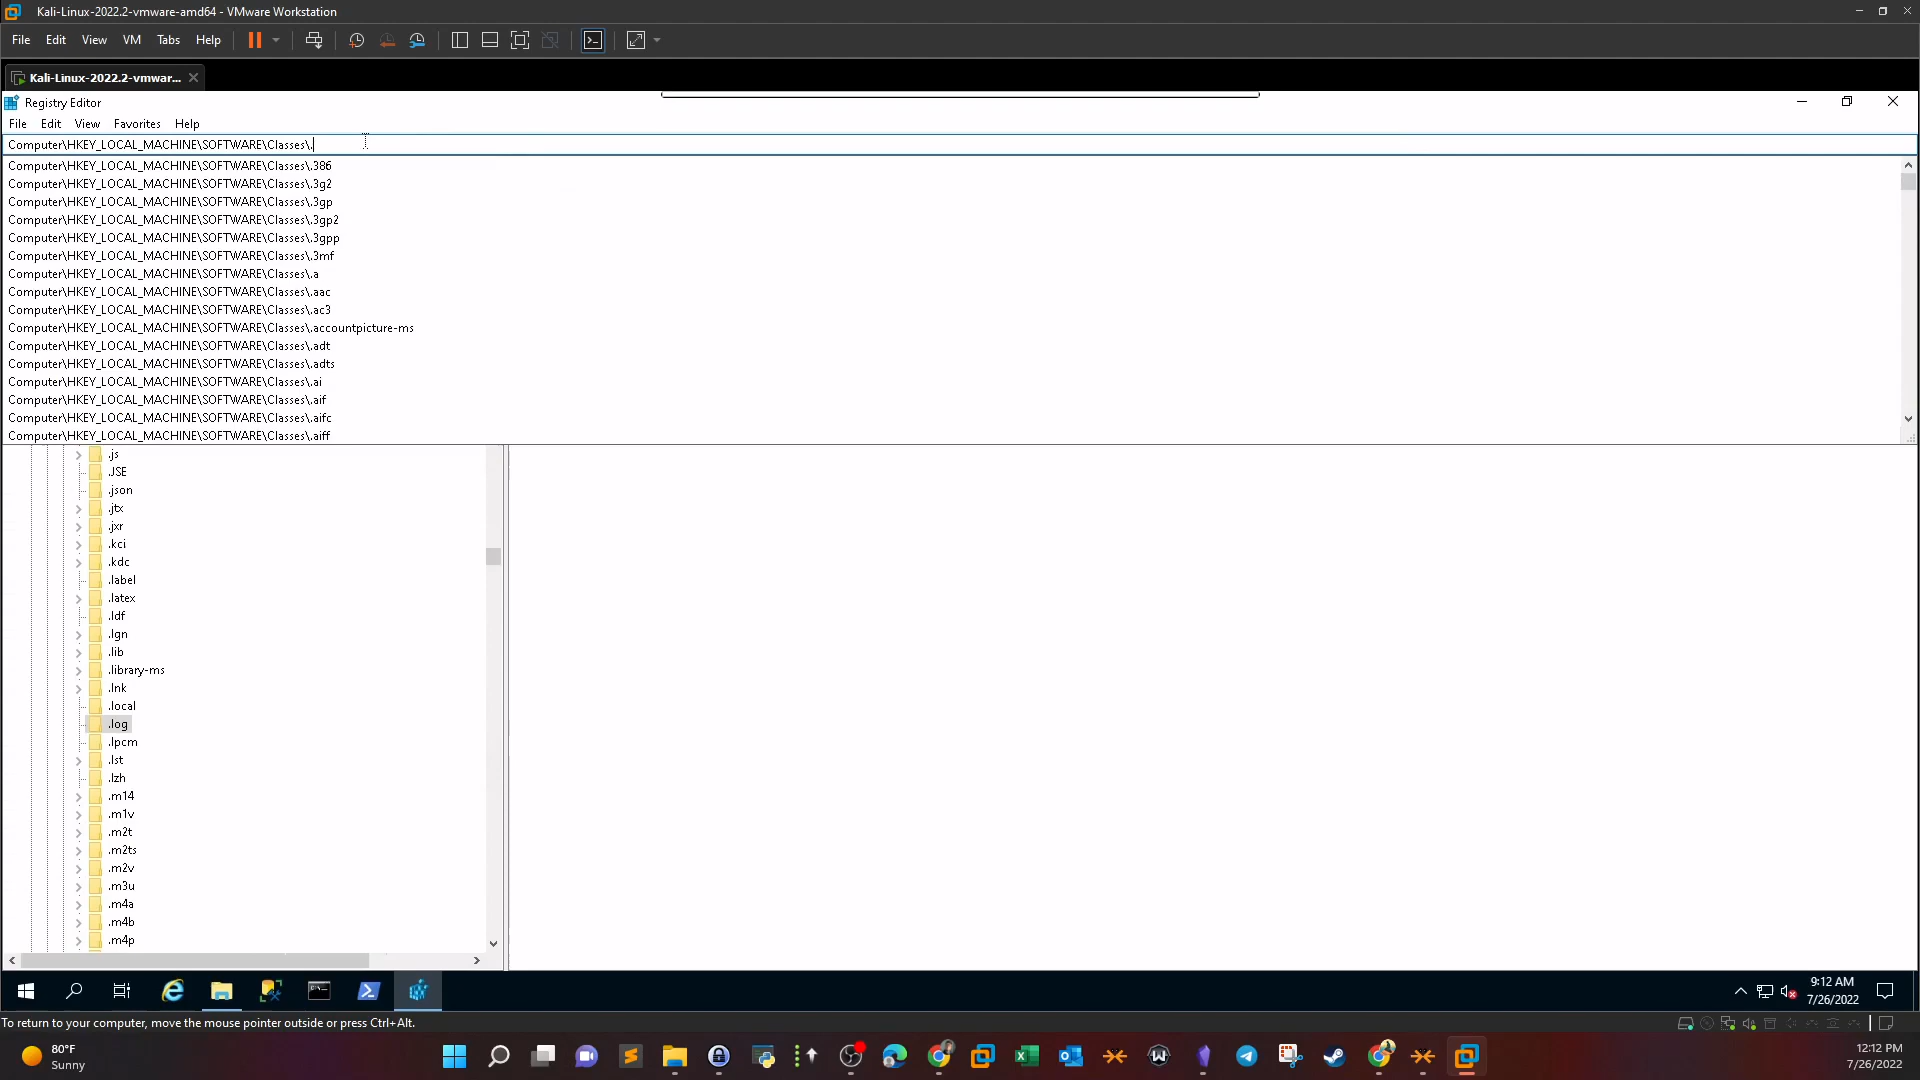 Kali-Linux-2022.2-vmware-amd64 - VMware Workstation
File Edit View VM Tabs Help
Kali-Linux-2022.2-vmwar...
Registry Editor
File Edit View Favorites Help
Computer\HKEY_LOCAL_MACHINE\SOFTWARE\Classes\.
Computer\HKEY_LOCAL_MACHINE\SOFTWARE\Classes\.386
Computer\HKEY_LOCAL_MACHINE\SOFTWARE\Classes\.3g2
Computer\HKEY_LOCAL_MACHINE\SOFTWARE\Classes\.3gp
Computer\HKEY_LOCAL_MACHINE\SOFTWARE\Classes\.3gp2
Computer\HKEY_LOCAL_MACHINE\SOFTWARE\Classes\.3gpp
Computer\HKEY_LOCAL_MACHINE\SOFTWARE\Classes\.3mf
Computer\HKEY_LOCAL_MACHINE\SOFTWARE\Classes\.a
Computer\HKEY_LOCAL_MACHINE\SOFTWARE\Classes\.aac
Computer\HKEY_LOCAL_MACHINE\SOFTWARE\Classes\.ac3
Computer\HKEY_LOCAL_MACHINE\SOFTWARE\Classes\.accountpicture-ms
Computer\HKEY_LOCAL_MACHINE\SOFTWARE\Classes\.adt
Computer\HKEY_LOCAL_MACHINE\SOFTWARE\Classes\.adts
Computer\HKEY_LOCAL_MACHINE\SOFTWARE\Classes\.ai
Computer\HKEY_LOCAL_MACHINE\SOFTWARE\Classes\.aif
Computer\HKEY_LOCAL_MACHINE\SOFTWARE\Classes\.aifc
Computer\HKEY_LOCAL_MACHINE\SOFTWARE\Classes\.aiff
.js
.JSE
.json
.jtx
.jxr
.kci
.kdc
.label
.latex
.ldf
.lgn
.lib
.library-ms
.lnk
.local
.log
.lpcm
.lst
.lzh
.m14
.m1v
.m2t
.m2ts
.m2v
.m3u
.m4a
.m4b
.m4p
9:12 AM
7/26/2022
To return to your computer, move the mouse pointer outside or press Ctrl+Alt.
80°F
Sunny
12:12 PM
7/26/2022